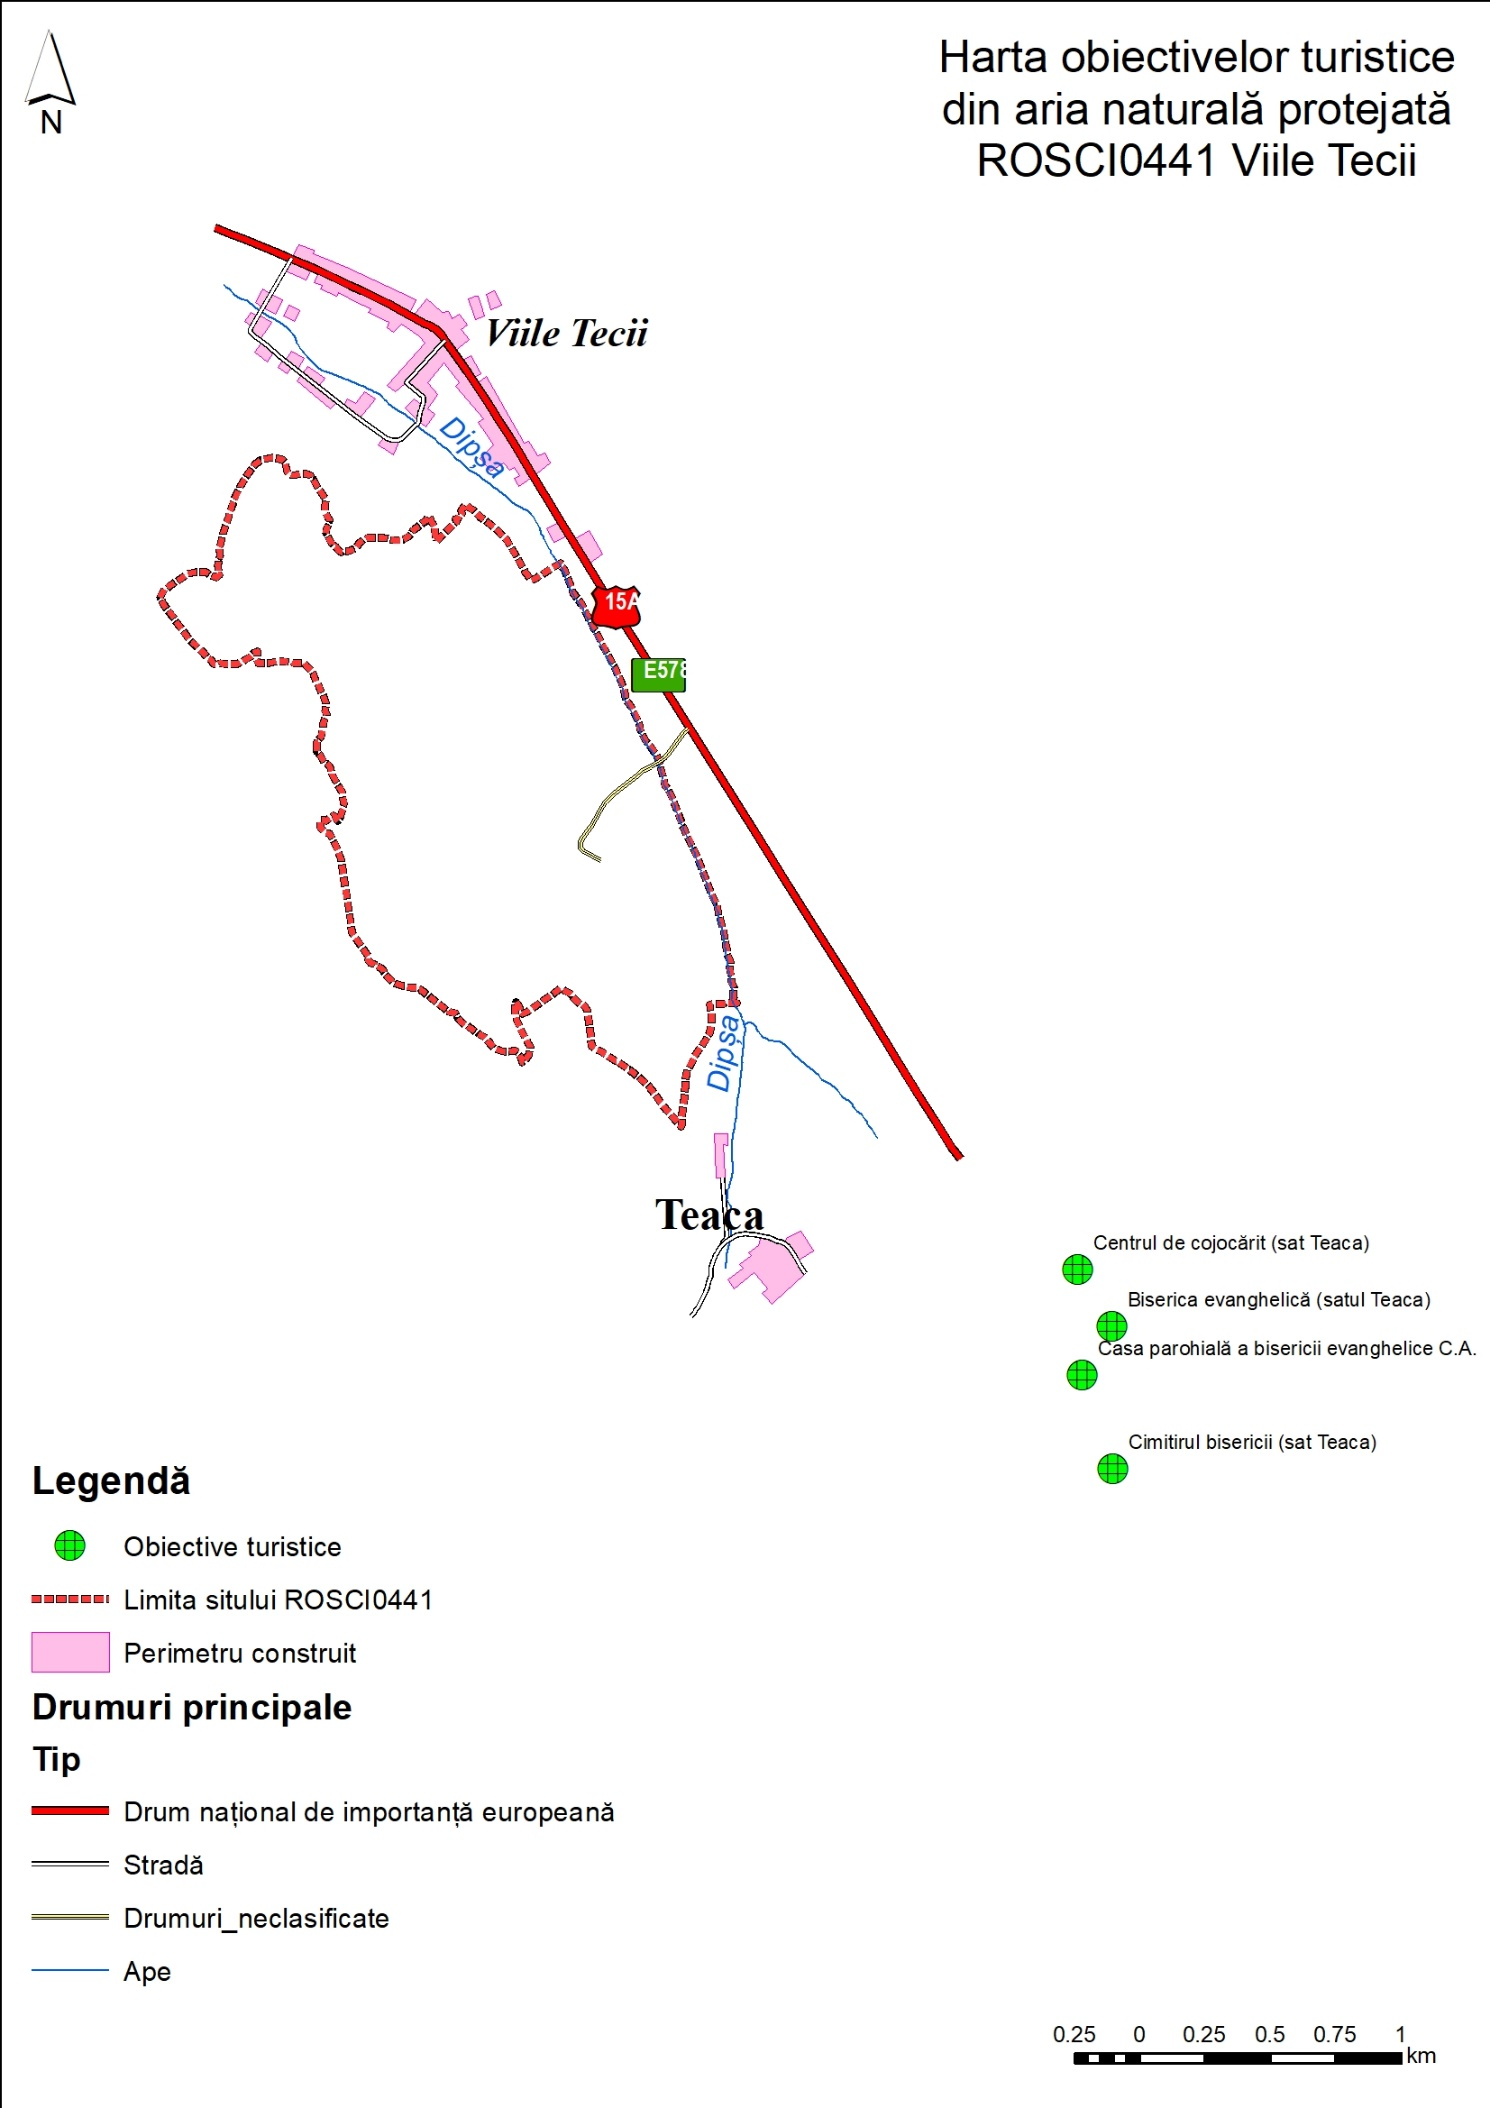 Harta obiectivelor turistice
din aria naturală protejată
ROSCI0441 Viile Tecii
N
Viile Tecii
Dipșa
15A
E578
Dipșa
Teaca
Centrul de cojocărit (sat Teaca)
Biserica evanghelică (satul Teaca)
Casa parohială a bisericii evanghelice C.A.
Cimitirul bisericii (sat Teaca)
Legendă
Obiective turistice
Limita sitului ROSCI0441
Perimetru construit
Drumuri principale
Tip
Drum național de importanță europeană
Stradă
Drumuri_neclasificate
Ape
0.25 0 0.25 0.5 0.75 1
km